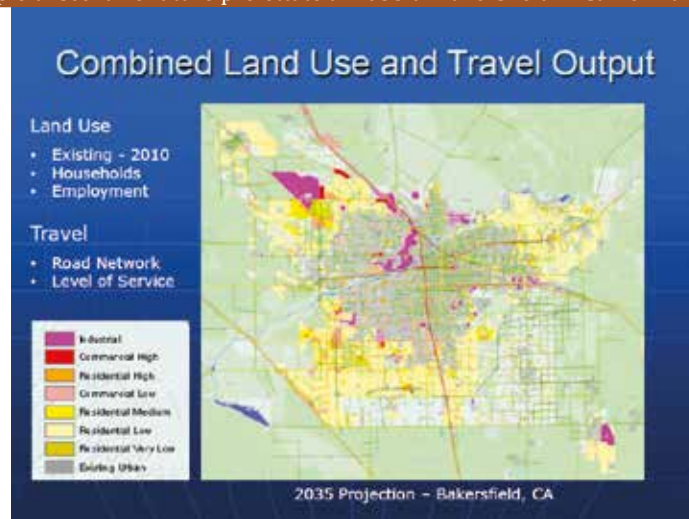 Combined Land Use and Travel Output
Land Use
• Existing - 2010
• Households
• Employment
Travel
• Road Network
• Level of Service
Industrial
Commercial High
Residential High
Commercial Low
Residential Medium
Residential Low
Residential Very Low
Existing Urban
2035 Projection – Bakersfield, CA